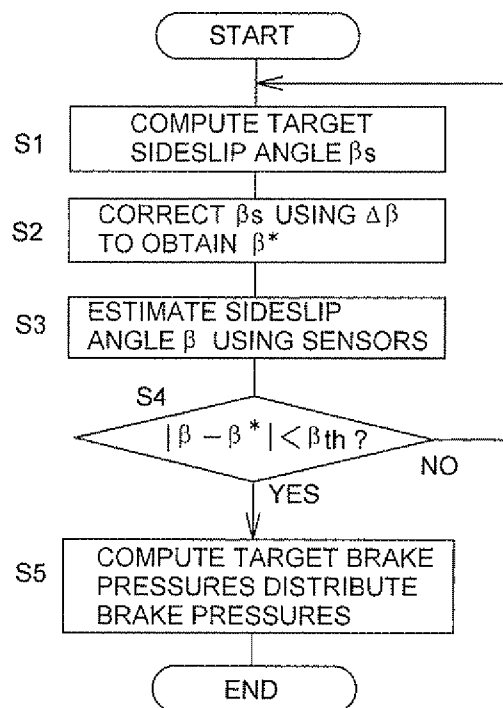 START
S1
COMPUTE TARGET
SIDESLIP ANGLE βs
S2
CORRECT βs USING Δβ
TO OBTAIN β*
S3
ESTIMATE SIDESLIP
ANGLE β USING SENSORS
S4
|β − β*| < βth ?
NO
YES
S5
COMPUTE TARGET BRAKE
PRESSURES DISTRIBUTE
BRAKE PRESSURES
END